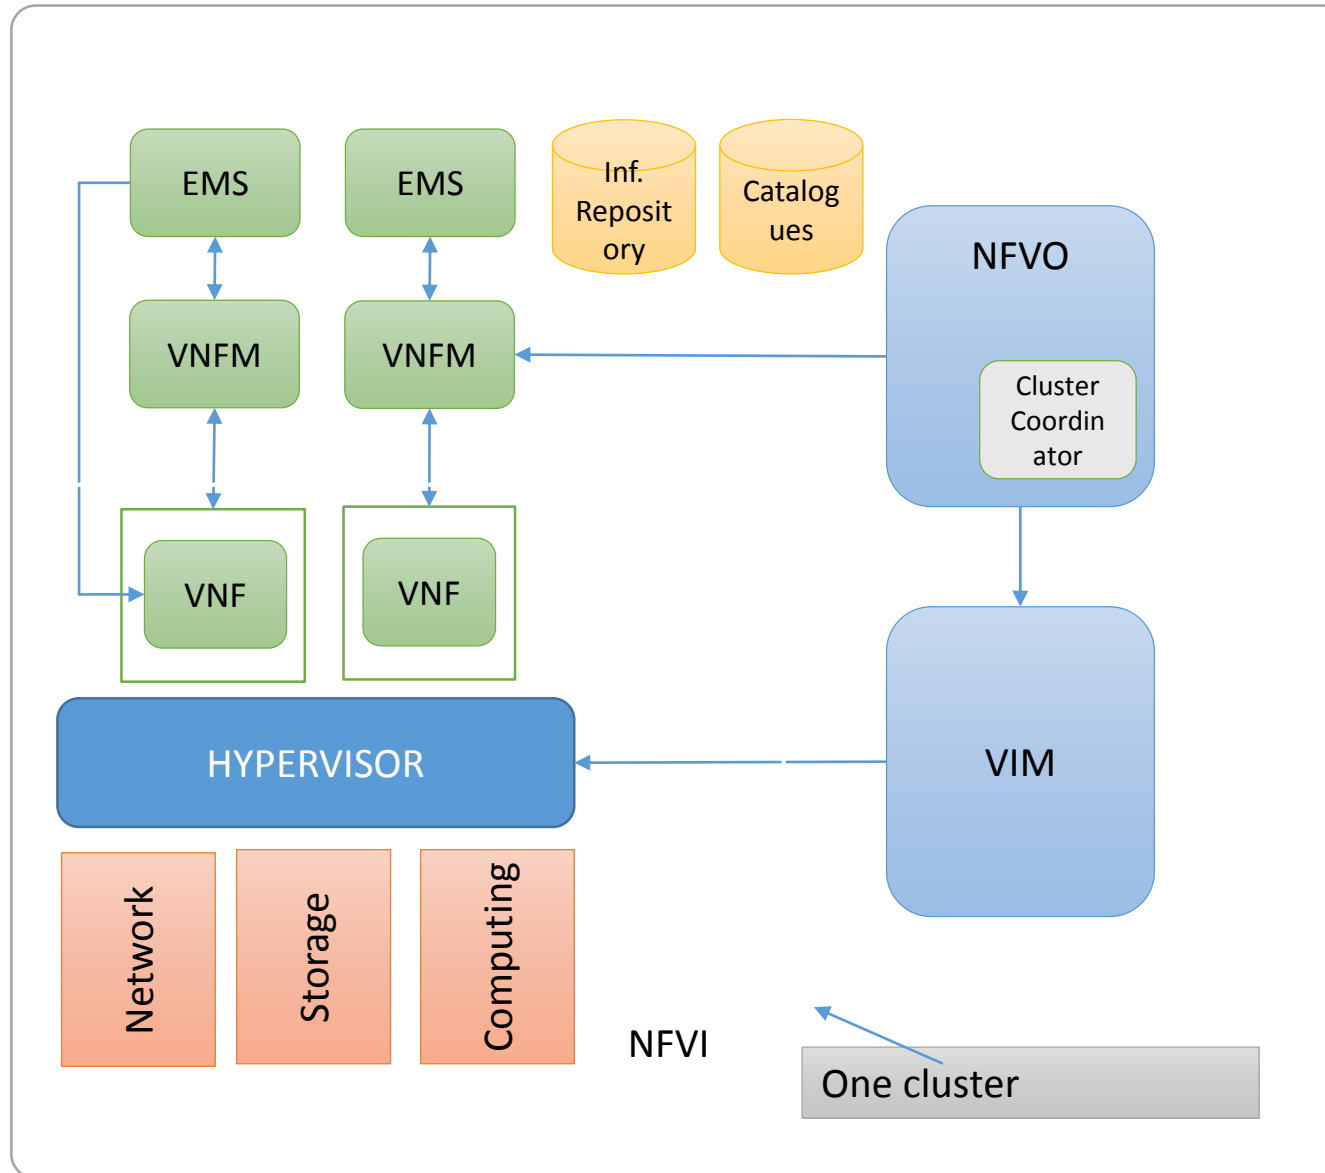 EMS
EMS
Inf.
Reposit
ory
Catalog
ues
NFVO
VNFM
VNFM
Cluster
Coordin
ator
VNF
VNF
HYPERVISOR
VIM
Network
Storage
Computing
NFVI
One cluster